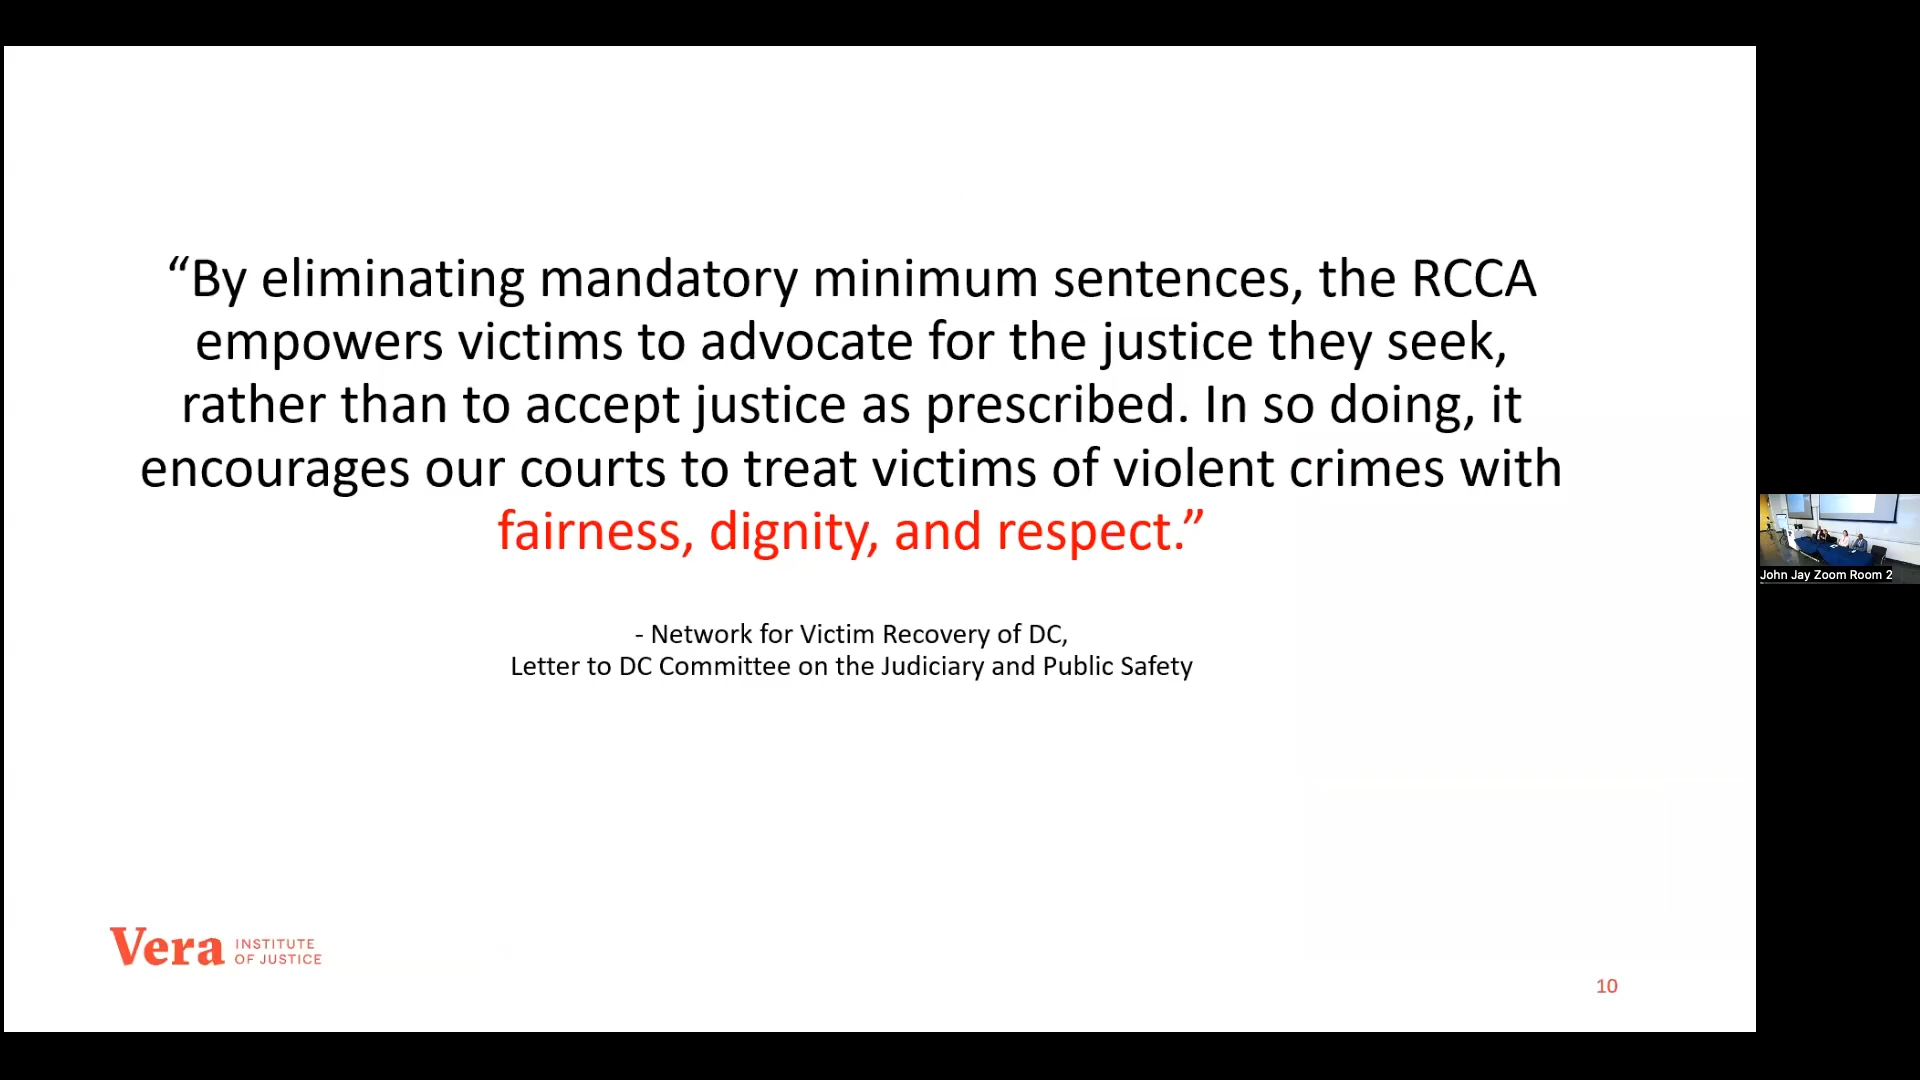 “By eliminating mandatory minimum sentences, the RCCA
empowers victims to advocate for the justice they seek,
rather than to accept justice as prescribed. In so doing, it
encourages our courts to treat victims of violent crimes with
fairness, dignity, and respect.”
- Network for Victim Recovery of DC,
Letter to DC Committee on the Judiciary and Public Safety
Vera INSTITUTE
OF JUSTICE
10
John Jay Zoom Room 2